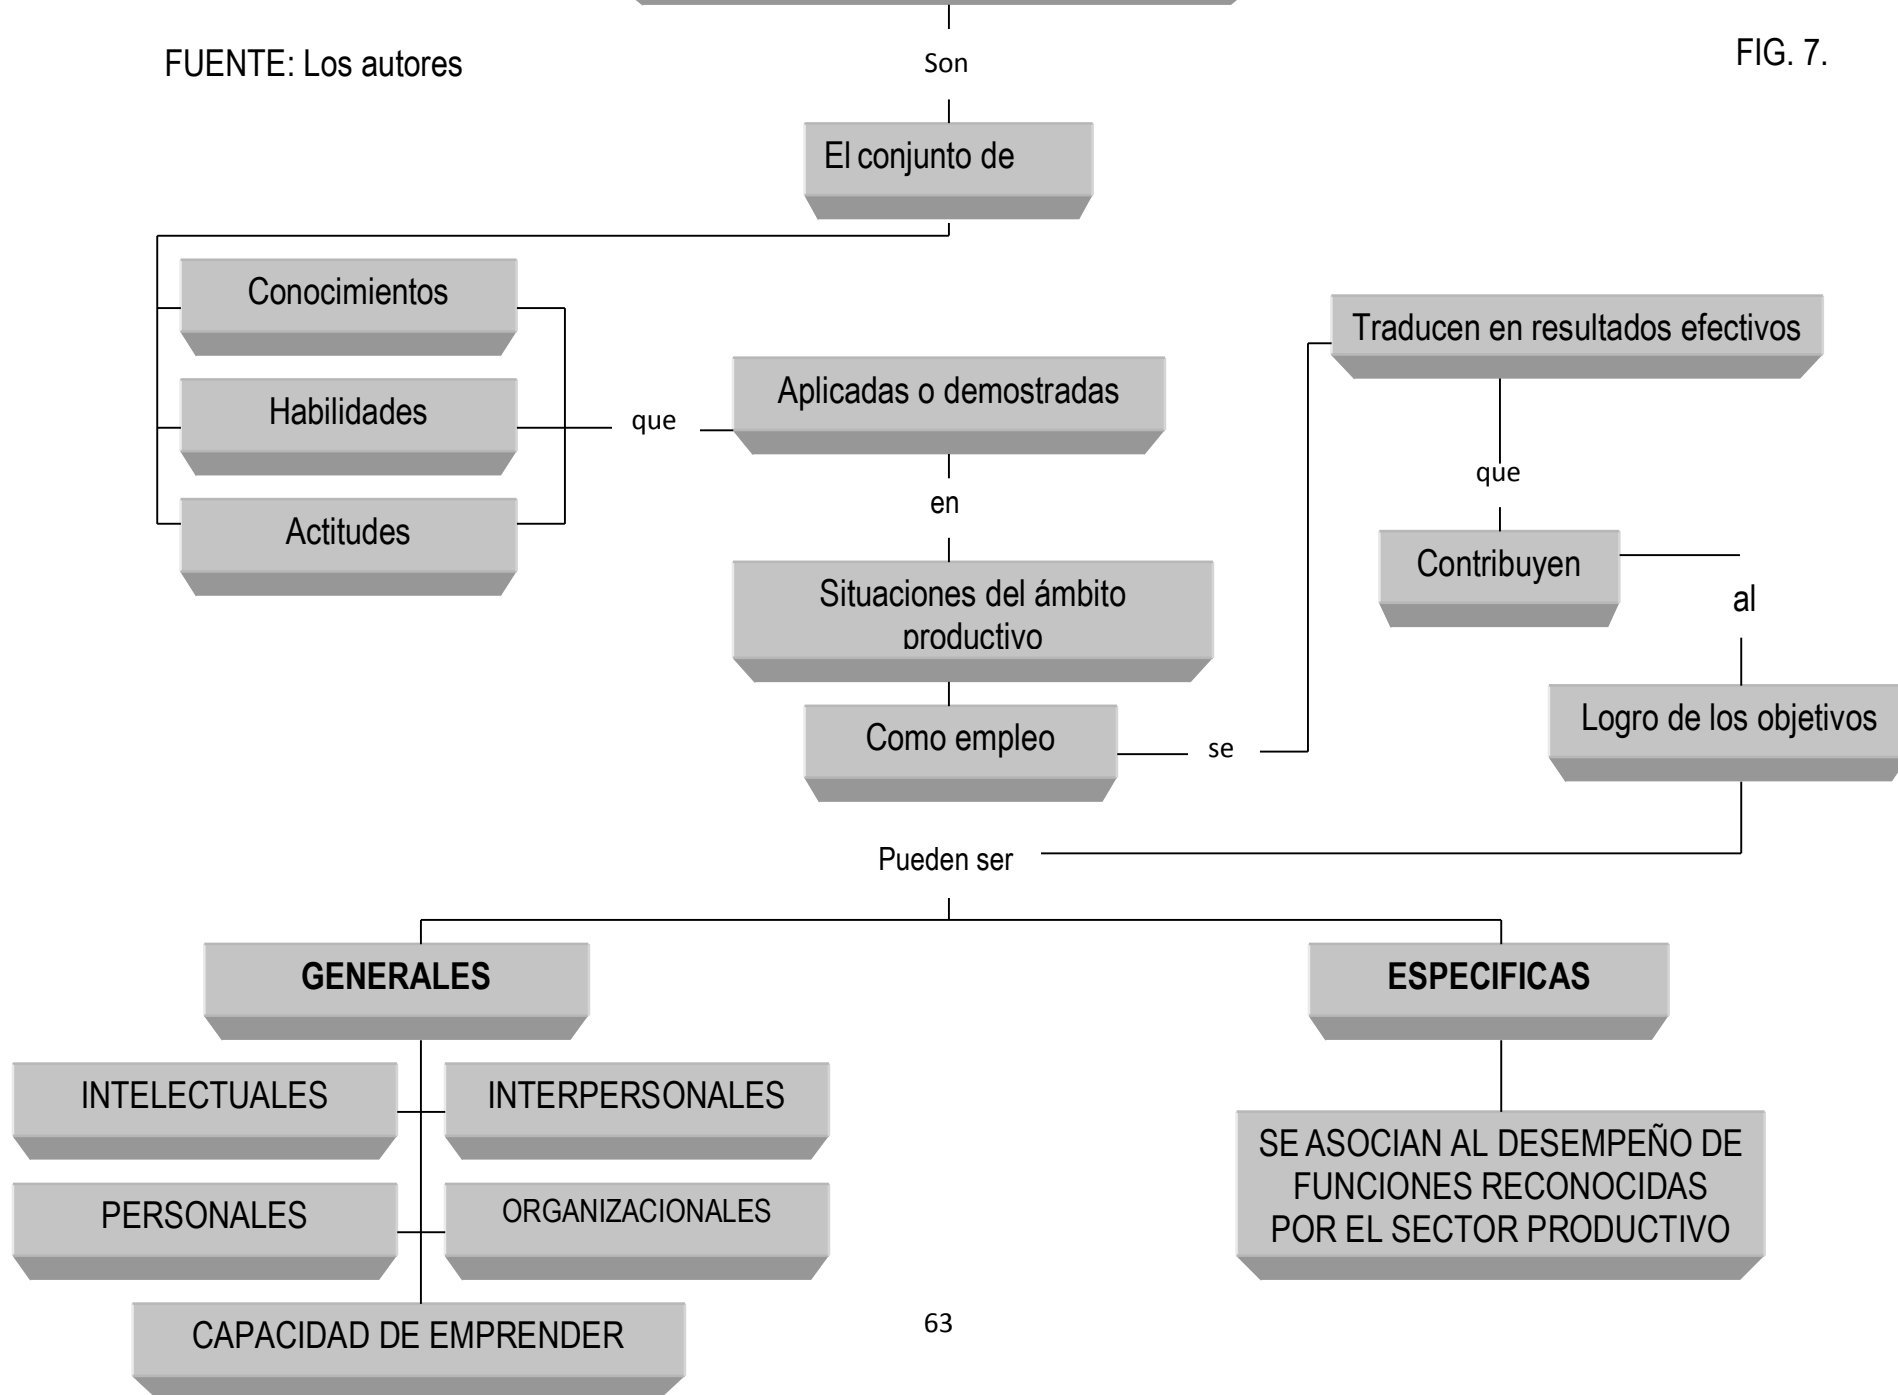 FUENTE: Los autores
FIG. 7.
Son
El conjunto de
Conocimientos
Habilidades
Actitudes
que
Aplicadas o demostradas
en
Situaciones del ámbito
productivo
Como empleo
se
Traducen en resultados efectivos
que
Contribuyen
al
Logro de los objetivos
Pueden ser
GENERALES
ESPECIFICAS
INTELECTUALES
INTERPERSONALES
PERSONALES
ORGANIZACIONALES
CAPACIDAD DE EMPRENDER
SE ASOCIAN AL DESEMPEÑO DE
FUNCIONES RECONOCIDAS
POR EL SECTOR PRODUCTIVO
63